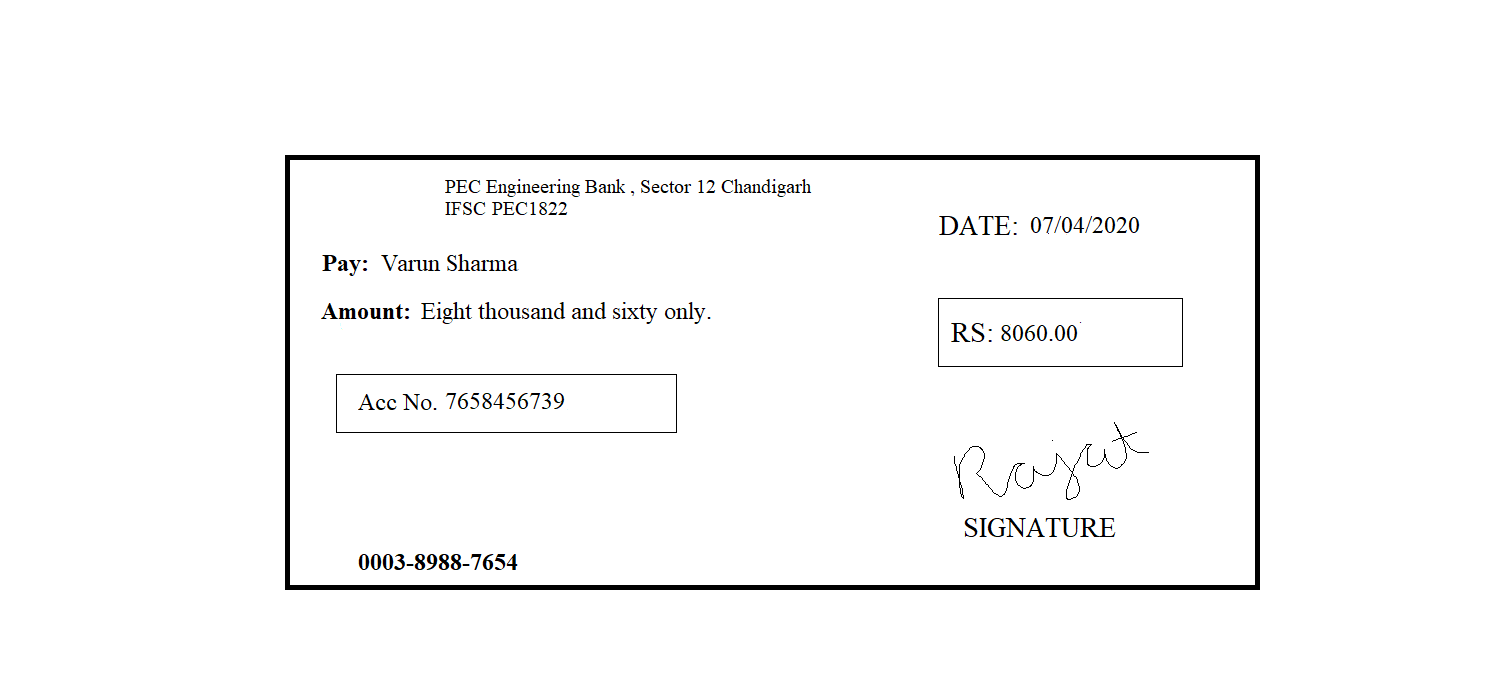 PEC Engineering Bank , Sector 12 Chandigarh
IFSC PEC1822
DATE: 07/04/2020
Pay: Varun Sharma
Amount: Eight thousand and sixty only.
RS: 8060.00
Acc No. 7658456739
Rajat
SIGNATURE
0003-8988-7654